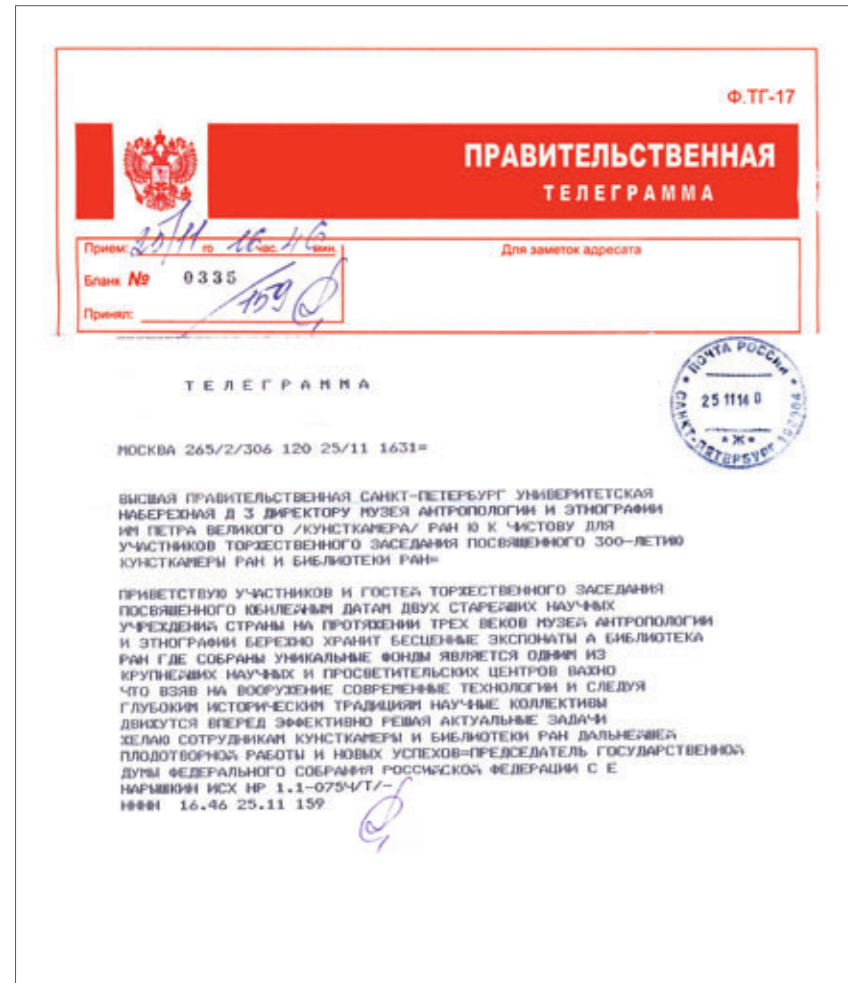 Ф.ТГ-17
ПРАВИТЕЛЬСТВЕННАЯ
ТЕЛЕГРАММА
Прием: 25/11 го 16 час. 46 мин.
Для заметок адресата
Бланк № 0335
159
Принял:
ПОЧТА РОССИИ
25 11 14 0
* Ж *
САНКТ-ПЕТЕРБУРГ
ТЕЛЕГРАММА
МОСКВА 265/2/306 120 25/11 1631=
ВЫСШАЯ ПРАВИТЕЛЬСТВЕННАЯ САНКТ-ПЕТЕРБУРГ УНИВЕРИТЕТСКАЯ
НАБЕРЕЖНАЯ Д 3 ДИРЕКТОРУ МУЗЕЯ АНТРОПОЛОГИИ И ЭТНОГРАФИИ
ИМ ПЕТРА ВЕЛИКОГО /КУНСТКАМЕРА/ РАН Ю К ЧИСТОВУ ДЛЯ
УЧАСТНИКОВ ТОРЖЕСТВЕННОГО ЗАСЕДАНИЯ ПОСВЯЩЕННОГО 300-ЛЕТИЮ
КУНСТКАМЕРЫ РАН И БИБЛИОТЕКИ РАН=
ПРИВЕТСТВУЮ УЧАСТНИКОВ И ГОСТЕЙ ТОРЖЕСТВЕННОГО ЗАСЕДАНИЯ
ПОСВЯЩЕННОГО ЮБИЛЕЙНЫМ ДАТАМ ДВУХ СТАРЕЙШИХ НАУЧНЫХ
УЧРЕЖДЕНИЙ СТРАНЫ НА ПРОТЯЖЕНИИ ТРЕХ ВЕКОВ МУЗЕЙ АНТРОПОЛОГИИ
И ЭТНОГРАФИИ БЕРЕЖНО ХРАНИТ БЕСЦЕННЫЕ ЭКСПОНАТЫ А БИБЛИОТЕКА
РАН ГДЕ СОБРАНЫ УНИКАЛЬНЫЕ ФОНДЫ ЯВЛЯЕТСЯ ОДНИМ ИЗ
КРУПНЕЙШИХ НАУЧНЫХ И ПРОСВЕТИТЕЛЬСКИХ ЦЕНТРОВ ВАЖНО
ЧТО ВЗЯВ НА ВООРУЖЕНИЕ СОВРЕМЕННЫЕ ТЕХНОЛОГИИ И СЛЕДУЯ
ГЛУБОКИМ ИСТОРИЧЕСКИМ ТРАДИЦИЯМ НАУЧНЫЕ КОЛЛЕКТИВЫ
ДВИЖУТСЯ ВПЕРЕД ЭФФЕКТИВНО РЕШАЯ АКТУАЛЬНЫЕ ЗАДАЧИ
ЖЕЛАЮ СОТРУДНИКАМ КУНСТКАМЕРЫ И БИБЛИОТЕКИ РАН ДАЛЬНЕЙШЕЙ
ПЛОДОТВОРНОЙ РАБОТЫ И НОВЫХ УСПЕХОВ=ПРЕДСЕДАТЕЛЬ ГОСУДАРСТВЕННОЙ
ДУМЫ ФЕДЕРАЛЬНОГО СОБРАНИЯ РОССИЙСКОЙ ФЕДЕРАЦИИ С Е
НАРЫШКИН ИСХ НР 1.1-0754/Т/-
НННН 16.46 25.11 159